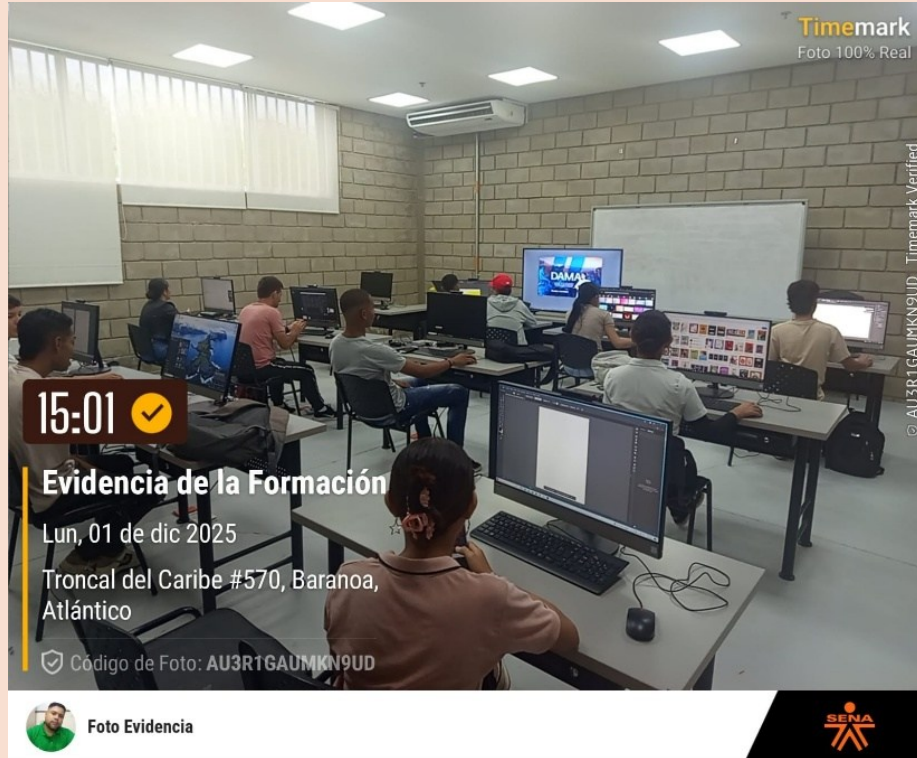 Timemark
Foto 100% Real
DAMA
15:01
Evidencia de la Formación
Lun, 01 de dic 2025
Troncal del Caribe #570, Baranoa,
Atlántico
Código de Foto: AU3R1GAUMKN9UD
© AU3R1GAUMKN9UD Timemark Verified
Foto Evidencia
SENA